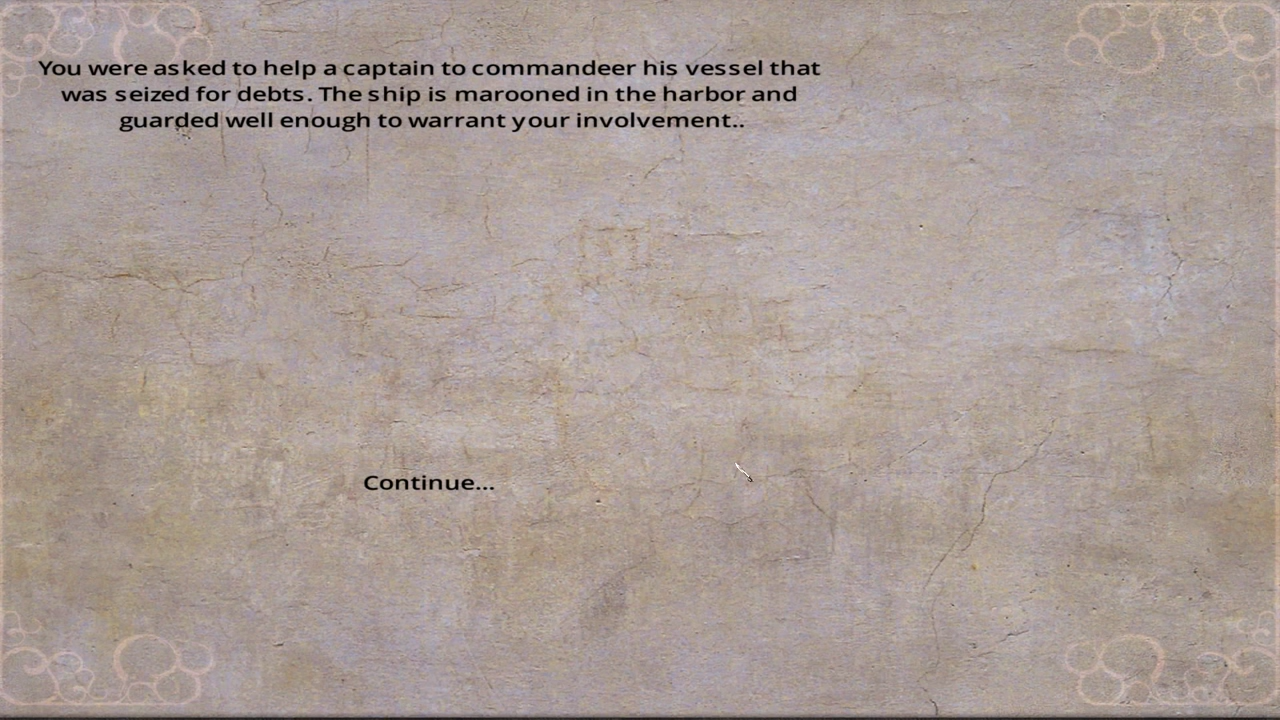 You were asked to help a captain to commandeer his vessel that
was seized for debts. The ship is marooned in the harbor and
guarded well enough to warrant your involvement..
Continue...